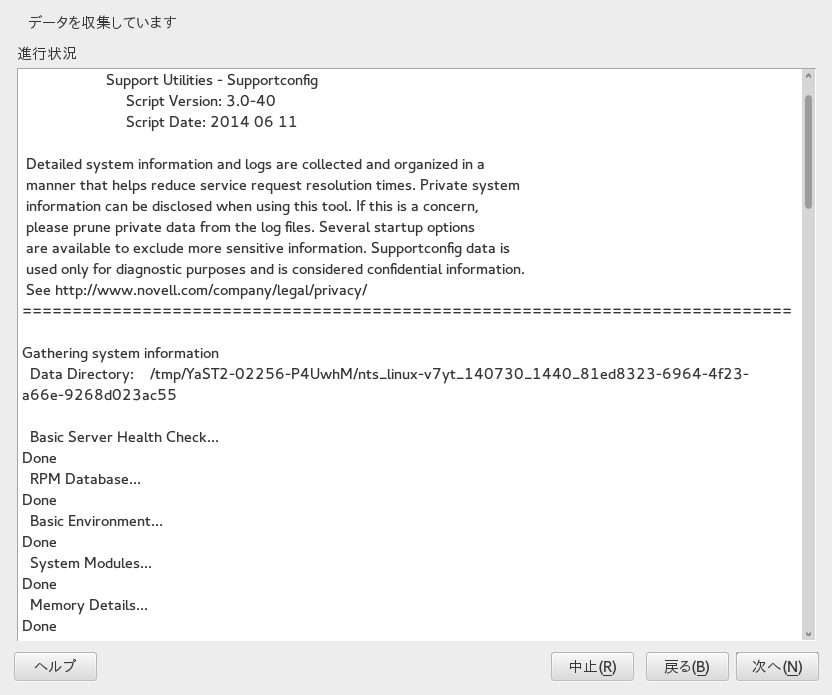 データを収集しています
進行状況
Support Utilities - Supportconfig
Script Version: 3.0-40
Script Date: 2014 06 11
Detailed system information and logs are collected and organized in a
manner that helps reduce service request resolution times. Private system
information can be disclosed when using this tool. If this is a concern,
please prune private data from the log files. Several startup options
are available to exclude more sensitive information. Supportconfig data is
used only for diagnostic purposes and is considered confidential information.
See http://www.novell.com/company/legal/privacy/
=============================================================================
Gathering system information
Data Directory:    /tmp/YaST2-02256-P4UwhM/nts_linux-v7yt_140730_1440_81ed8323-6964-4f23-
a66e-9268d023ac55
Basic Server Health Check...
Done
RPM Database...
Done
Basic Environment...
Done
System Modules...
Done
Memory Details...
Done
ヘルプ
中止(R)
戻る(B)
次へ(N)